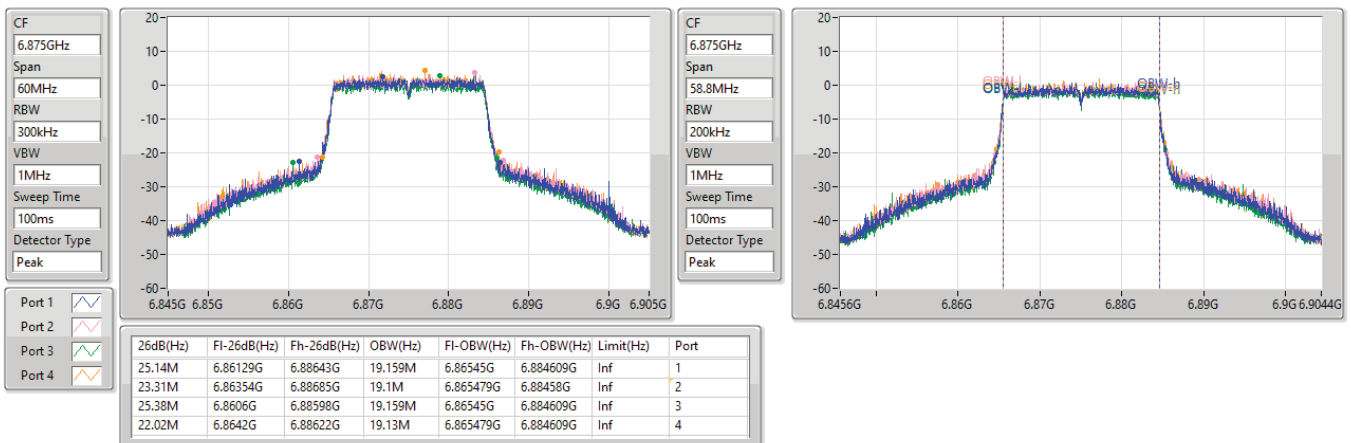 CF
6.875GHz
Span
60MHz
RBW
300kHz
VBW
1MHz
Sweep Time
100ms
Detector Type
Peak
20
10
0
-10
-20
-30
-40
-50
-60
6.845G 6.85G 6.86G 6.87G 6.88G 6.89G 6.9G 6.905G
CF
6.875GHz
Span
58.8MHz
RBW
200kHz
VBW
1MHz
Sweep Time
100ms
Detector Type
Peak
20
10
0
-10
-20
-30
-40
-50
-60
OBW-h
6.8456G 6.86G 6.87G 6.88G 6.89G 6.9G 6.9044G
Port 1
Port 2
Port 3
Port 4
26dB(Hz) Fl-26dB(Hz) Fh-26dB(Hz) OBW(Hz) Fl-OBW(Hz) Fh-OBW(Hz) Limit(Hz) Port
25.14M 6.86129G 6.88643G 19.159M 6.86545G 6.884609G Inf 1
23.31M 6.86354G 6.88685G 19.1M 6.865479G 6.88458G Inf 2
25.38M 6.8606G 6.88598G 19.159M 6.86545G 6.884609G Inf 3
22.02M 6.8642G 6.88622G 19.13M 6.865479G 6.884609G Inf 4